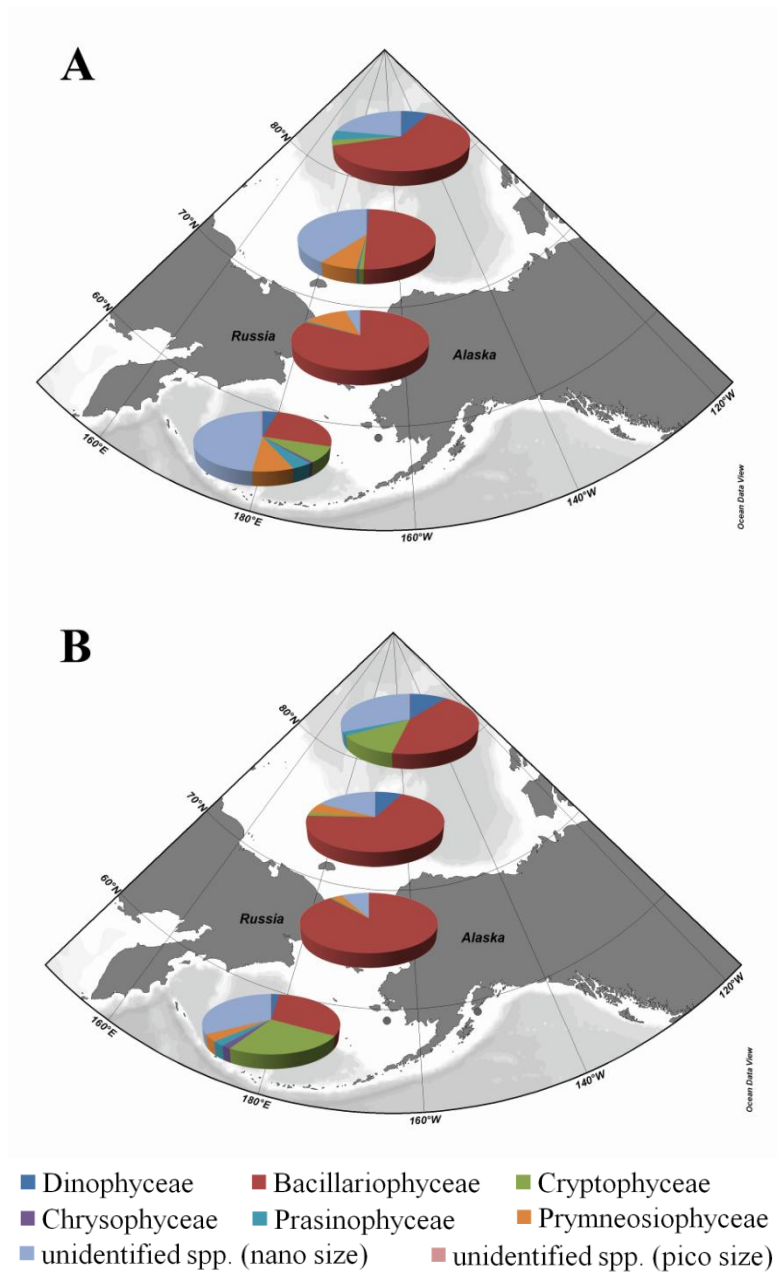 A
80°N
70°N
60°N
Russia
Alaska
160°E
180°E
160°W
140°W
120°W
Ocean Data View
B
80°N
70°N
60°N
Russia
Alaska
160°E
180°E
160°W
140°W
120°W
Ocean Data View
Dinophyceae Bacillariophyceae Cryptophyceae
Chrysophyceae Prasinophyceae Prymneosiophyceae
unidentified spp. (nano size) unidentified spp. (pico size)